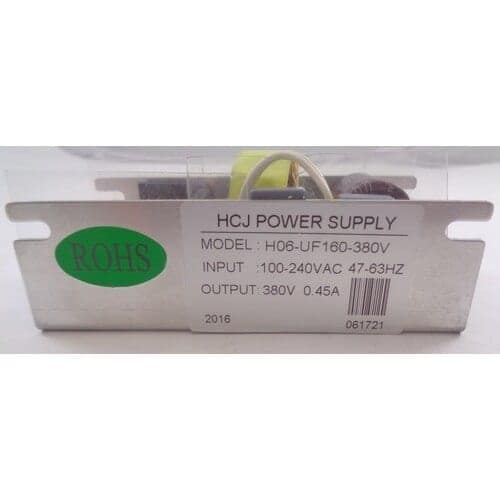 ROHS
HCJ POWER SUPPLY
MODEL : H06-UF160-380V
INPUT :100-240VAC 47-63HZ
OUTPUT: 380V 0.45A
2016
061721